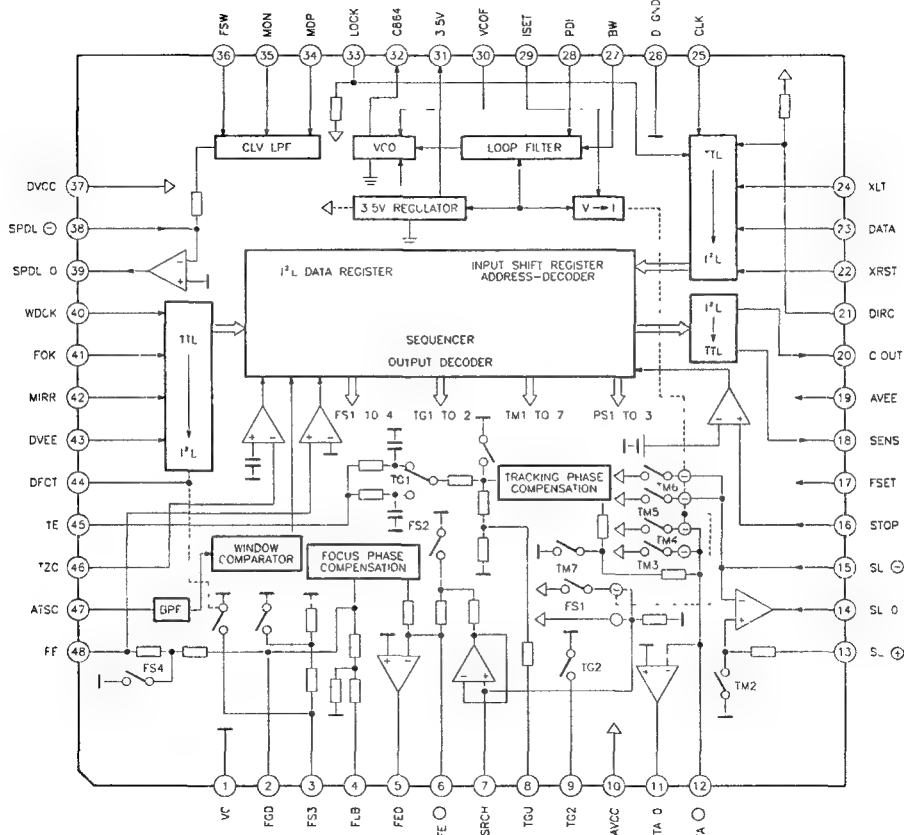 FSW
MON
MDP
LOCK
C864
3.5V
VCOF
ISET
PDI
BW
D GND
CLK
36
35
34
33
32
31
30
29
28
27
26
25
CLV LPF
VCO
LOOP FILTER
TTL
I²L
3.5V REGULATOR
V → I
DVCC 37
SPDL ⊖ 38
SPDL O 39
WDCK 40
FOK 41
MIRR 42
DVEE 43
DFCT 44
TE 45
TZC 46
ATSC 47
FE 48
24 XLT
23 DATA
22 XRST
21 DIRC
20 C OUT
19 AVEE
18 SENS
17 FSET
16 STOP
15 SL ⊖
14 SL O
13 SL ⊕
I²L DATA REGISTER
INPUT SHIFT REGISTER
ADDRESS-DECODER
SEQUENCER
OUTPUT DECODER
TTL
I²L
I²L
TTL
FS1 TO 4
TG1 TO 2
TM1 TO 7
PS1 TO 3
TG1
TRACKING PHASE
COMPENSATION
TM6
TM5
TM4
TM3
FS2
WINDOW
COMPARATOR
FOCUS PHASE
COMPENSATION
TM7
BPF
FS1
FS4
TG2
TM2
1
2
3
4
5
6
7
8
9
10
11
12
VC
FGD
FS3
FLB
FEO
FE
SRCH
TGU
TG2
AVCC
TA O
TA